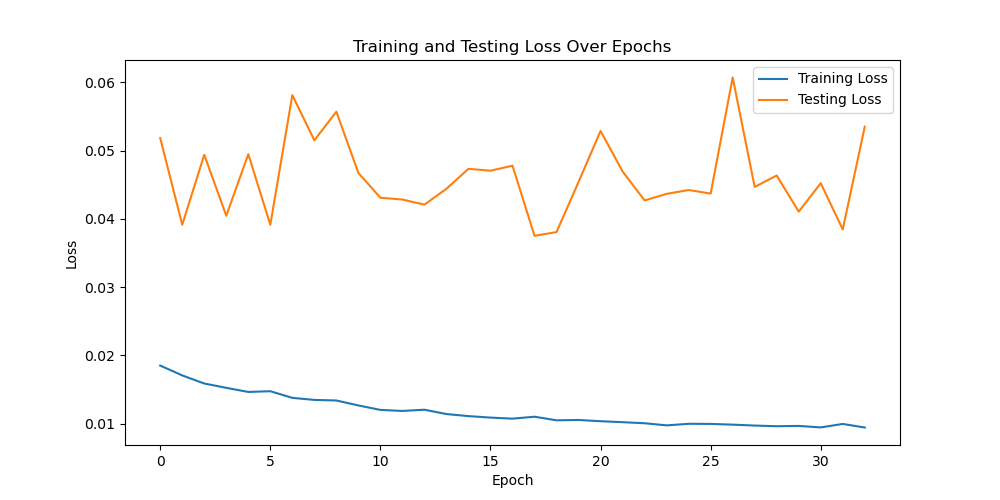 Training and Testing Loss Over Epochs
Training Loss
Testing Loss
Loss
0.06
0.05
0.04
0.03
0.02
0.01
0 5 10 15 20 25 30
Epoch